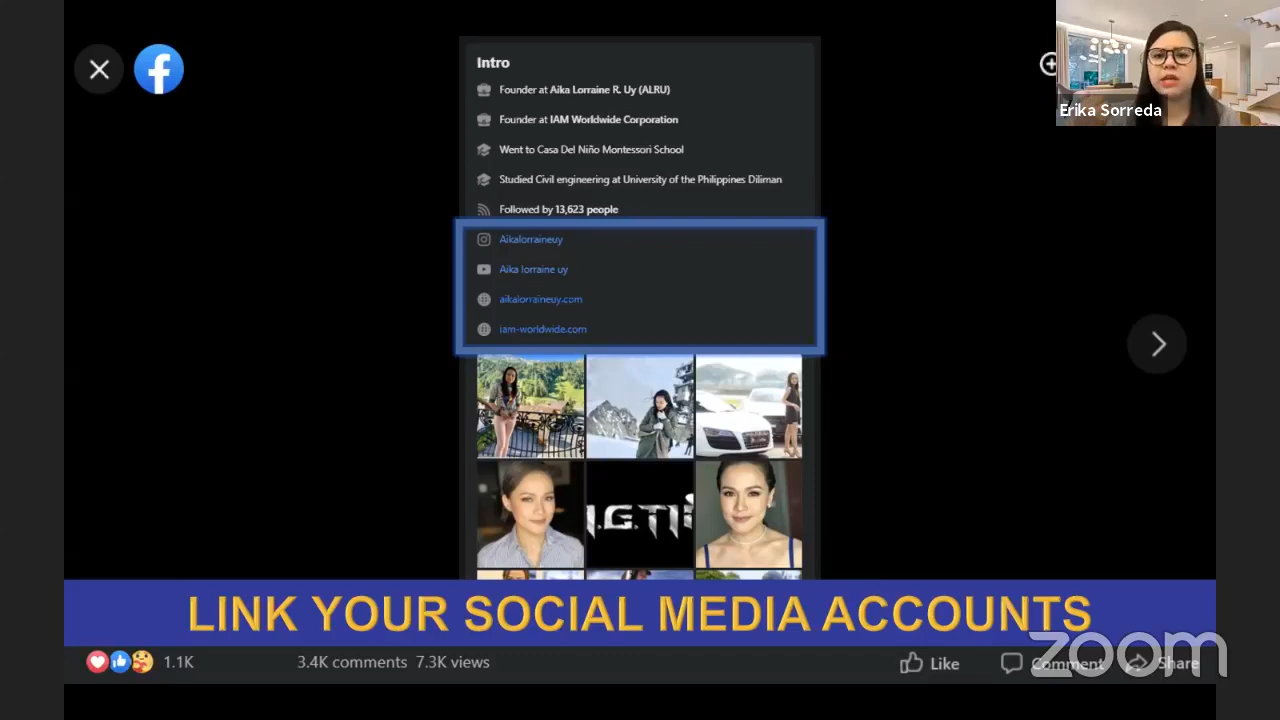 Intro
Founder at Aika Lorraine R. Uy (ALRU)
Founder at IAM Worldwide Corporation
Went to Casa Del Niño Montessori School
Studied Civil engineering at University of the Philippines Diliman
Followed by 13,623 people
Aikalorraineuy
Aika lorraine uy
aikalorraineuy.com
iam-worldwide.com
Erika Sorreda
LINK YOUR SOCIAL MEDIA ACCOUNTS
1.1K
3.4K comments 7.3K views
Like
Comment
Share
zoom